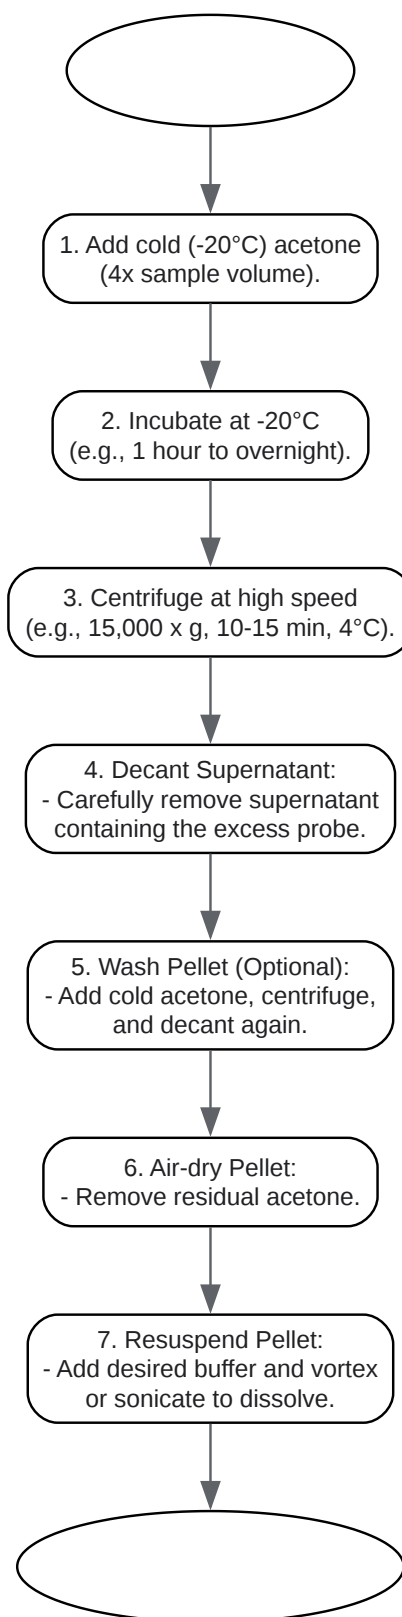 1. Add cold (-20°C) acetone
(4x sample volume).
2. Incubate at -20°C
(e.g., 1 hour to overnight).
3. Centrifuge at high speed
(e.g., 15,000 x g, 10-15 min, 4°C).
4. Decant Supernatant:
- Carefully remove supernatant
containing the excess probe.
5. Wash Pellet (Optional):
- Add cold acetone, centrifuge,
and decant again.
6. Air-dry Pellet:
- Remove residual acetone.
7. Resuspend Pellet:
- Add desired buffer and vortex
or sonicate to dissolve.